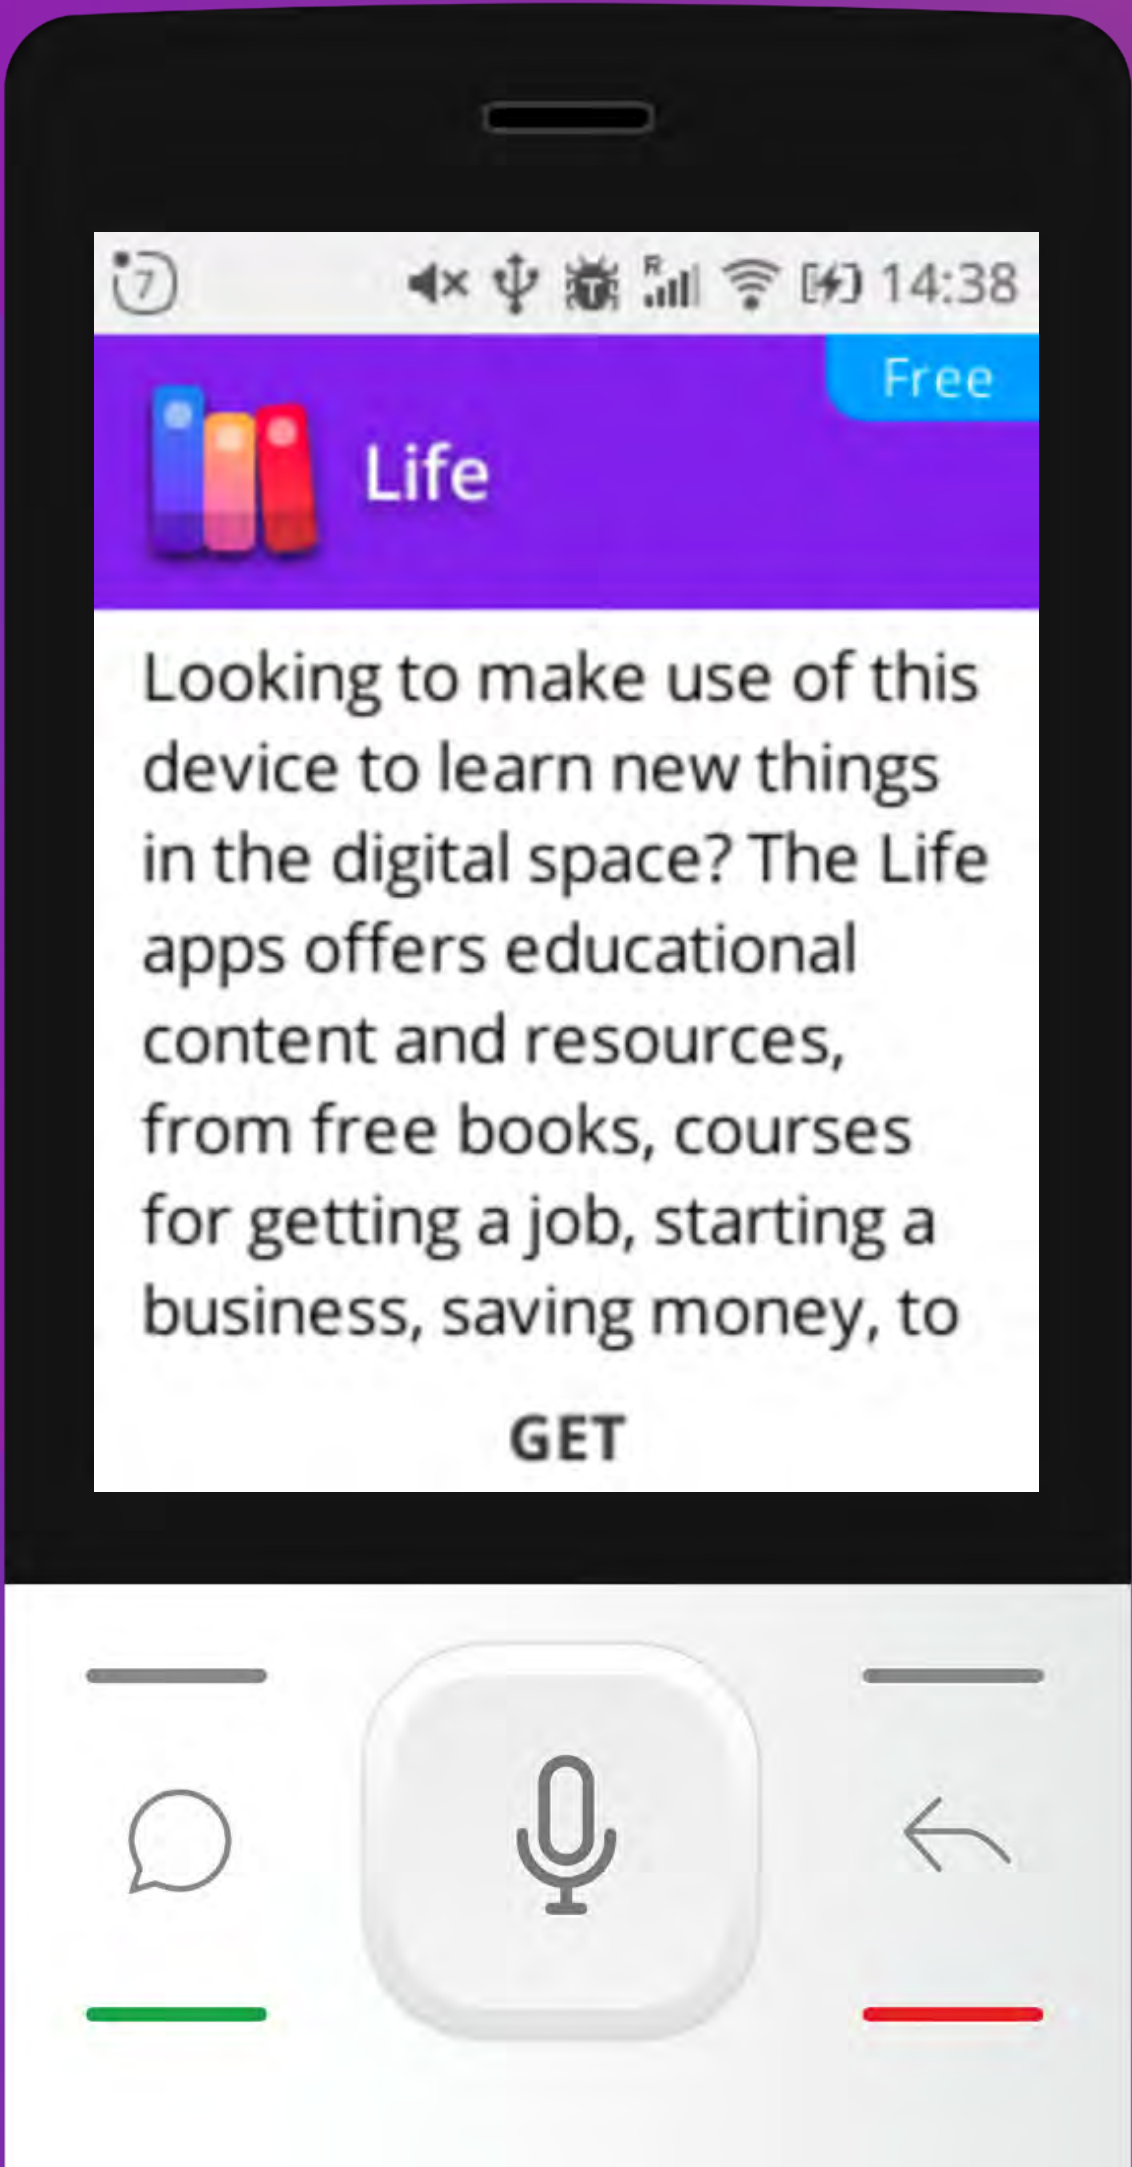 7
R
14:38
Free
Life
Looking to make use of this
device to learn new things
in the digital space? The Life
apps offers educational
content and resources,
from free books, courses
for getting a job, starting a
business, saving money, to
GET